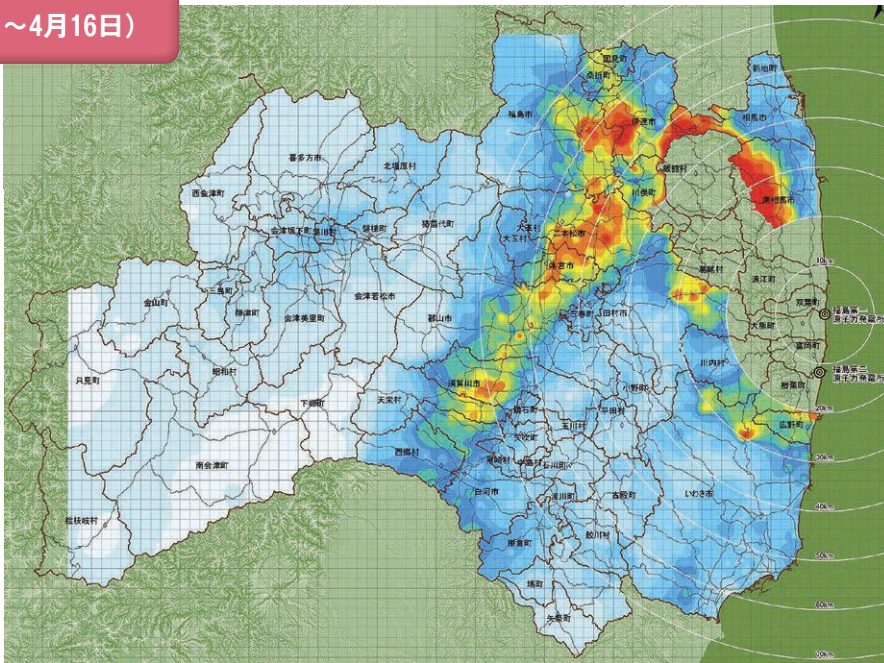 ～4月16日）
国見町
桑折町
新地町
福島市
伊達市
相馬市
喜多方市
北塩原村
飯舘村
西会津町
川俣町
南相馬市
会津坂下町
湯川村
磐梯町
猪苗代町
大玉村
二本松市
本宮市
葛尾村
浪江町
10km
金山町
三島町
柳津町
会津美里町
会津若松市
郡山市
三春町
田村市
双葉町
福島第一
原子力発電所
大熊町
富岡町
只見町
昭和村
川内村
福島第二
原子力発電所
下郷町
天栄村
須賀川市
小野町
楢葉町
20km
鏡石町
平田村
玉川村
広野町
矢吹町
西郷村
泉崎村
中島村
石川町
30km
南会津町
白河市
浅川町
古殿町
いわき市
檜枝岐村
40km
棚倉町
鮫川村
50km
塙町
60km
矢祭町
70km